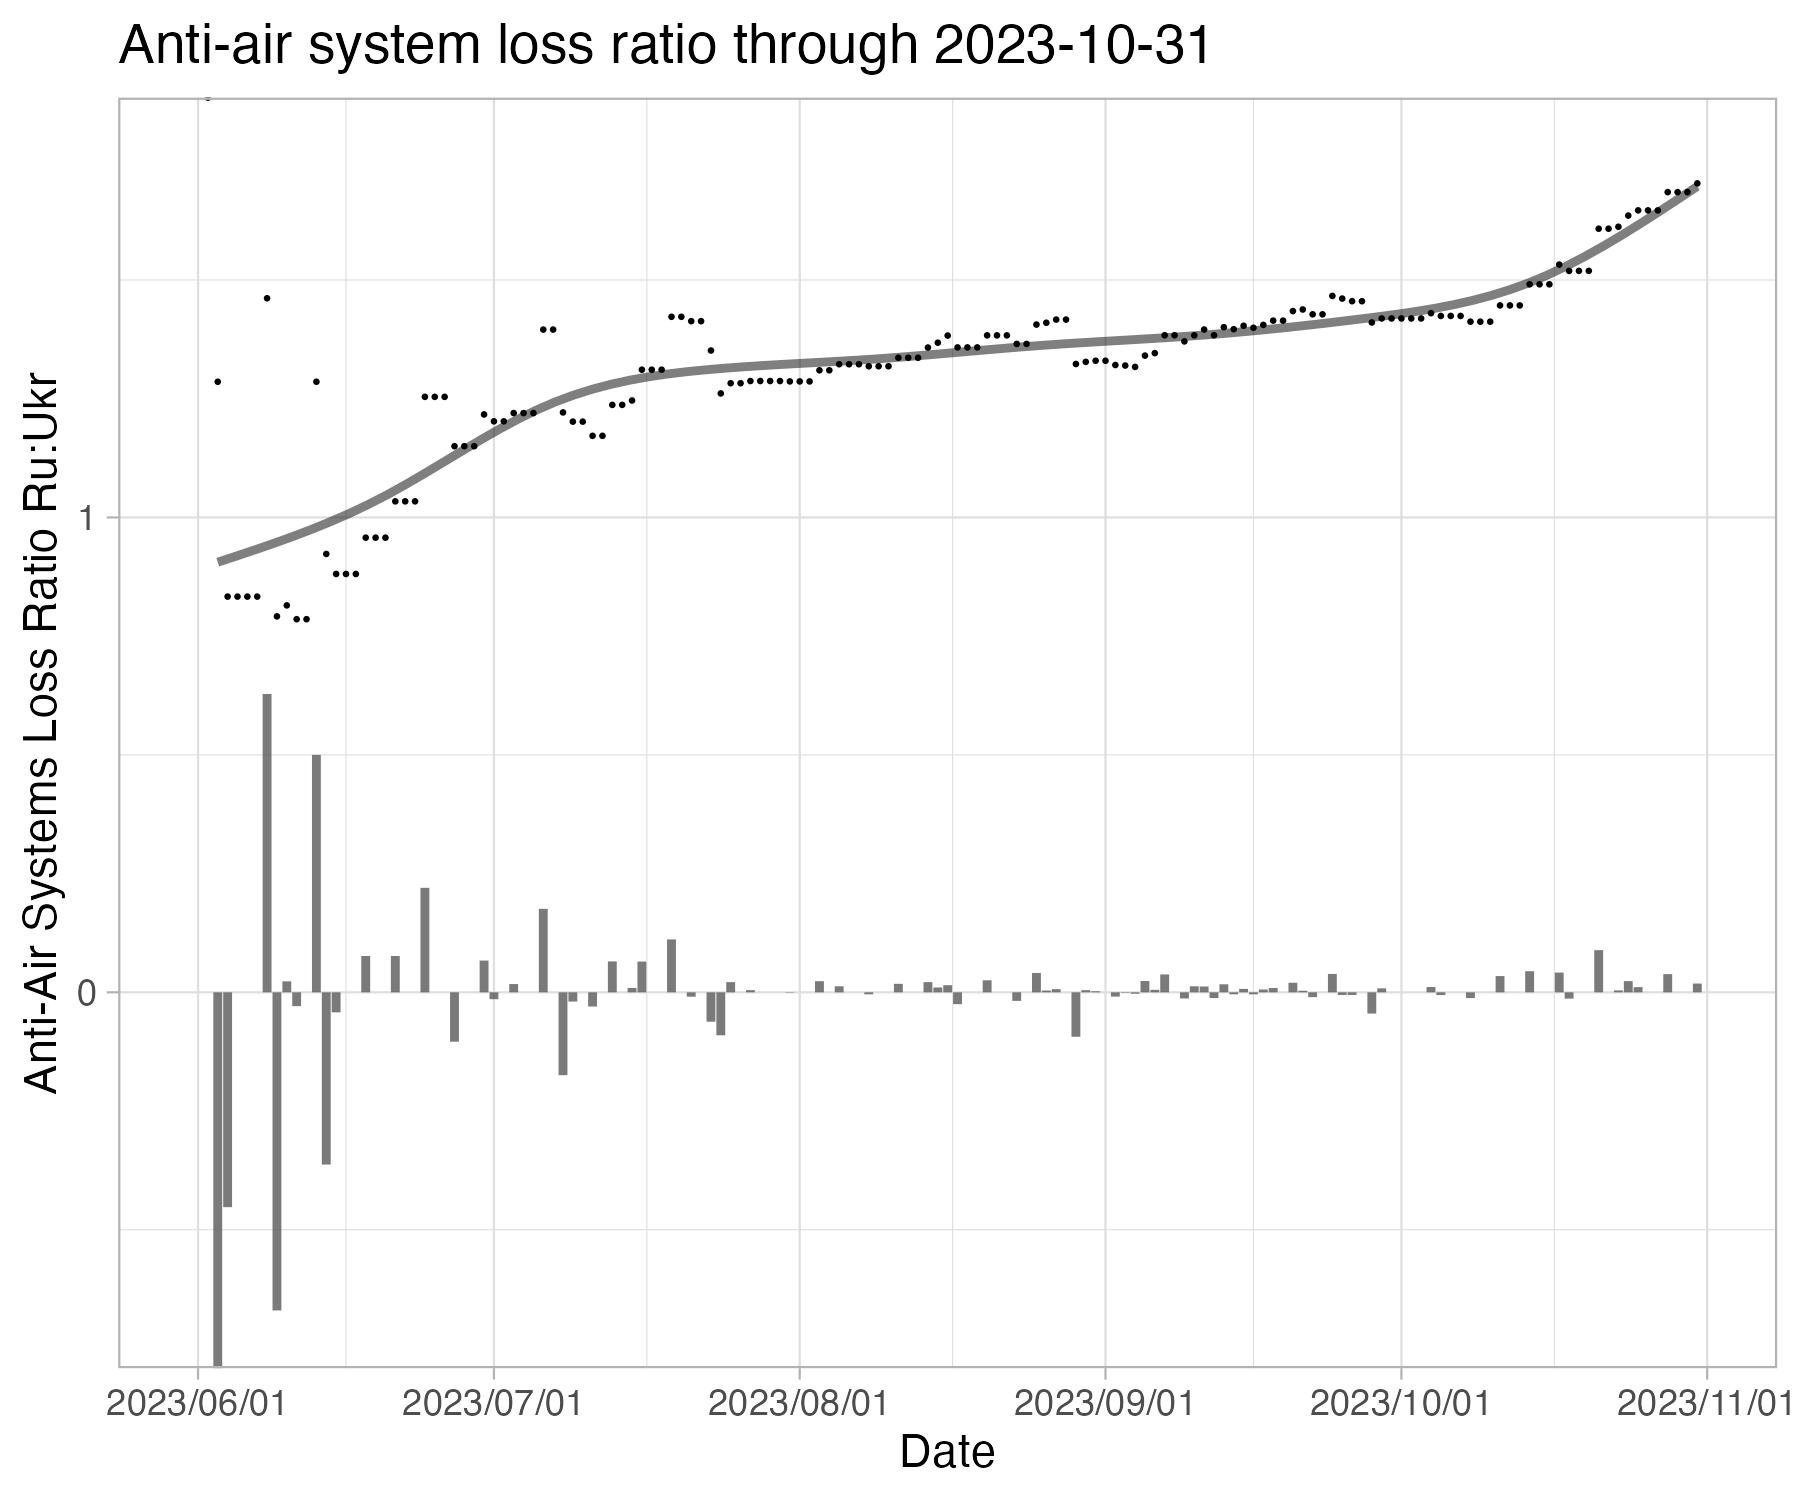 Anti-air system loss ratio through 2023-10-31
Anti-Air Systems Loss Ratio Ru:Ukr
1
0
2023/06/01
2023/07/01
2023/08/01
2023/09/01
2023/10/01
2023/11/01
Date